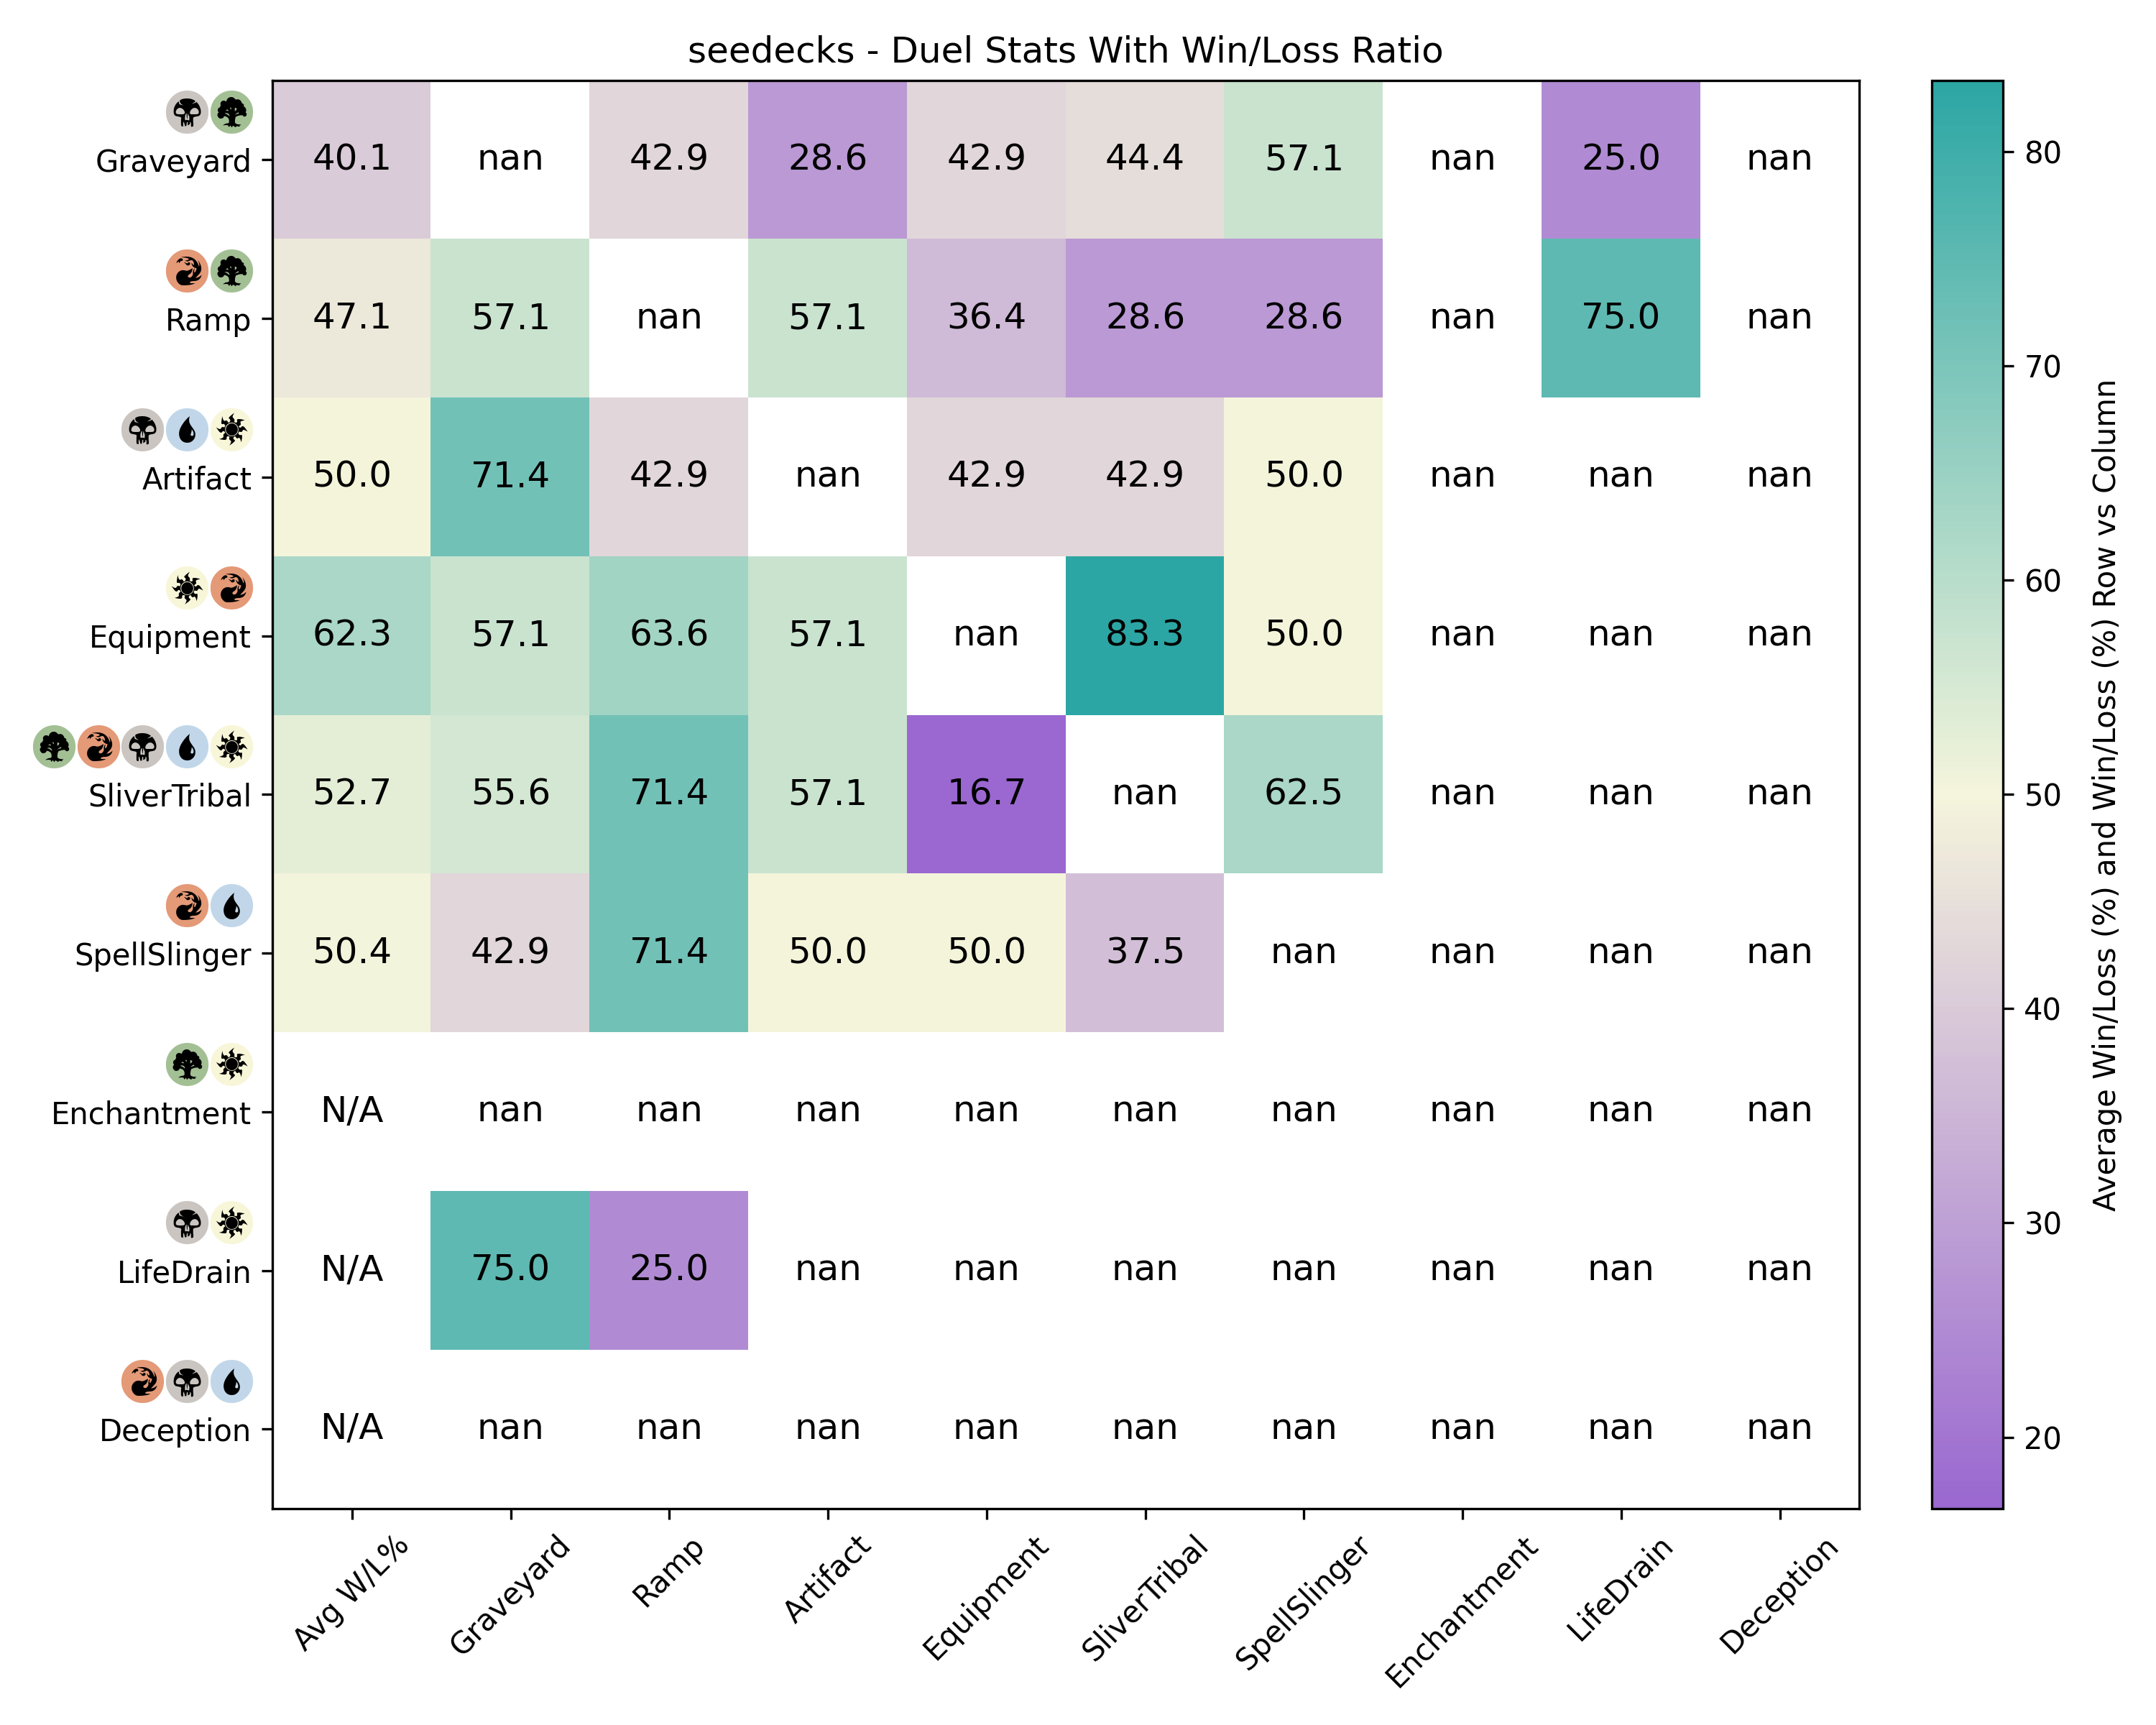 seedecks - Duel Stats With Win/Loss Ratio
Graveyard 40.1 nan 42.9 28.6 42.9 44.4 57.1 nan 25.0 nan
Ramp 47.1 57.1 nan 57.1 36.4 28.6 28.6 nan 75.0 nan
Artifact 50.0 71.4 42.9 nan 42.9 42.9 50.0 nan nan nan
Equipment 62.3 57.1 63.6 57.1 nan 83.3 50.0 nan nan nan
SliverTribal 52.7 55.6 71.4 57.1 16.7 nan 62.5 nan nan nan
SpellSlinger 50.4 42.9 71.4 50.0 50.0 37.5 nan nan nan nan
Enchantment N/A nan nan nan nan nan nan nan nan nan
LifeDrain N/A 75.0 25.0 nan nan nan nan nan nan nan
Deception N/A nan nan nan nan nan nan nan nan nan
Avg W/L% Graveyard Ramp Artifact Equipment SliverTribal SpellSlinger Enchantment LifeDrain Deception
80
70
60
50
40
30
20
Average Win/Loss (%) and Win/Loss (%) Row vs Column